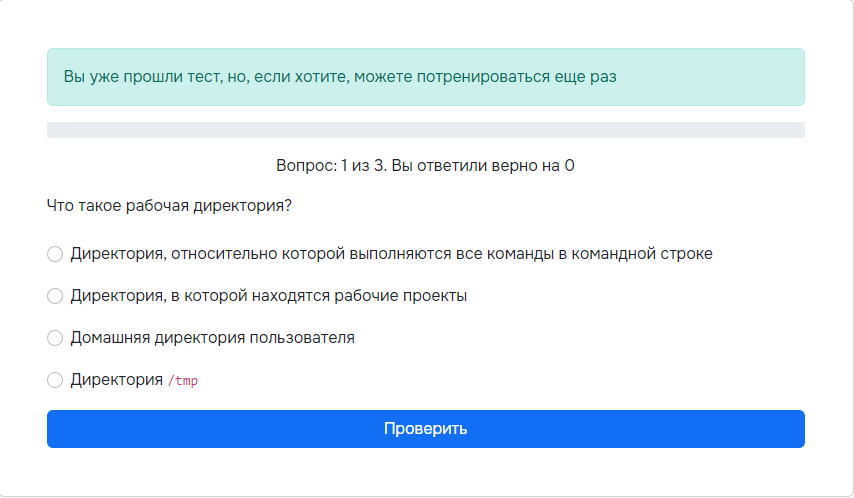 Вы уже прошли тест, но, если хотите, можете потренироваться еще раз
Вопрос: 1 из 3. Вы ответили верно на 0
Что такое рабочая директория?
Директория, относительно которой выполняются все команды в командной строке
Директория, в которой находятся рабочие проекты
Домашняя директория пользователя
Директория /tmp
Проверить